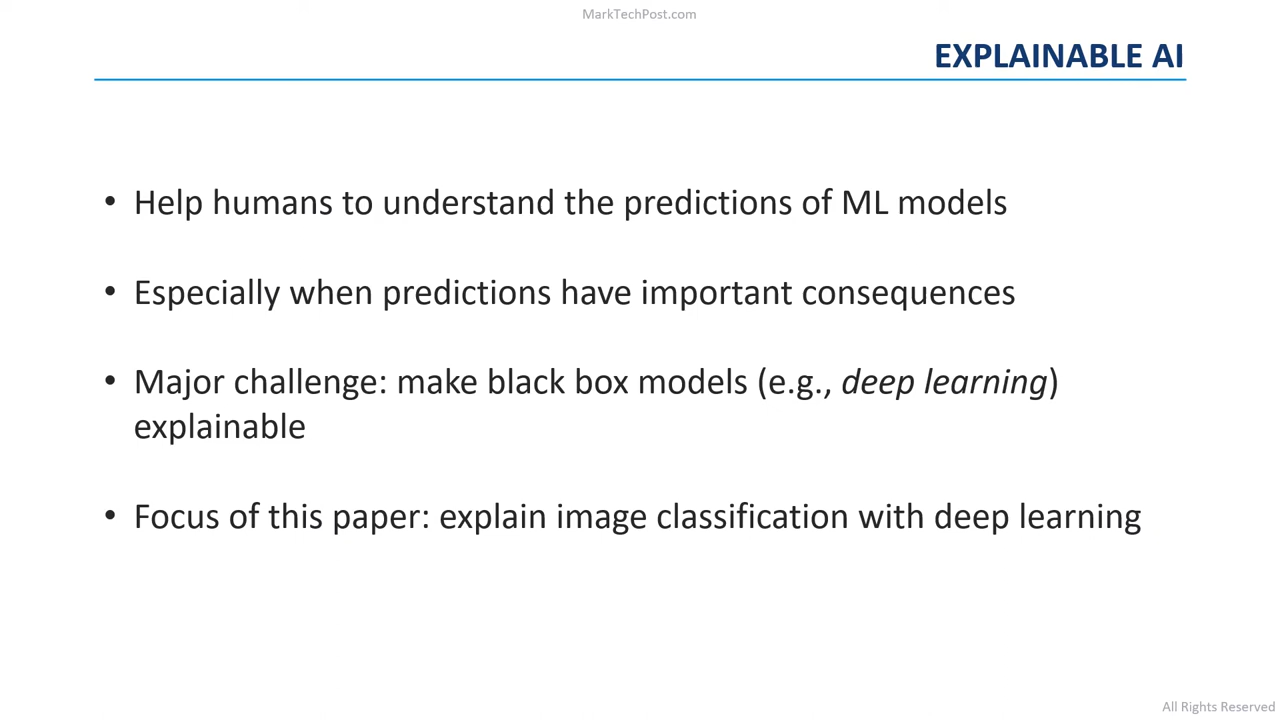 MarkTechPost.com
EXPLAINABLE AI
• Help humans to understand the predictions of ML models
• Especially when predictions have important consequences
• Major challenge: make black box models (e.g., deep learning)
explainable
• Focus of this paper: explain image classification with deep learning
All Rights Reserved